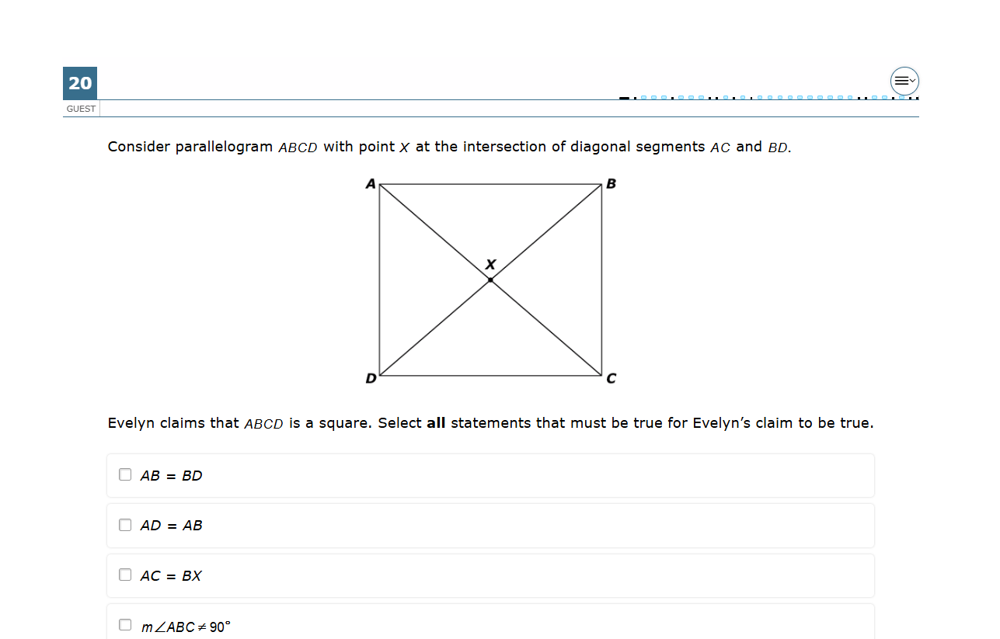 20
GUEST
Consider parallelogram ABCD with point X at the intersection of diagonal segments AC and BD.
A
B
X
D
C
Evelyn claims that ABCD is a square. Select all statements that must be true for Evelyn’s claim to be true.
AB = BD
AD = AB
AC = BX
m∠ABC ≠ 90°